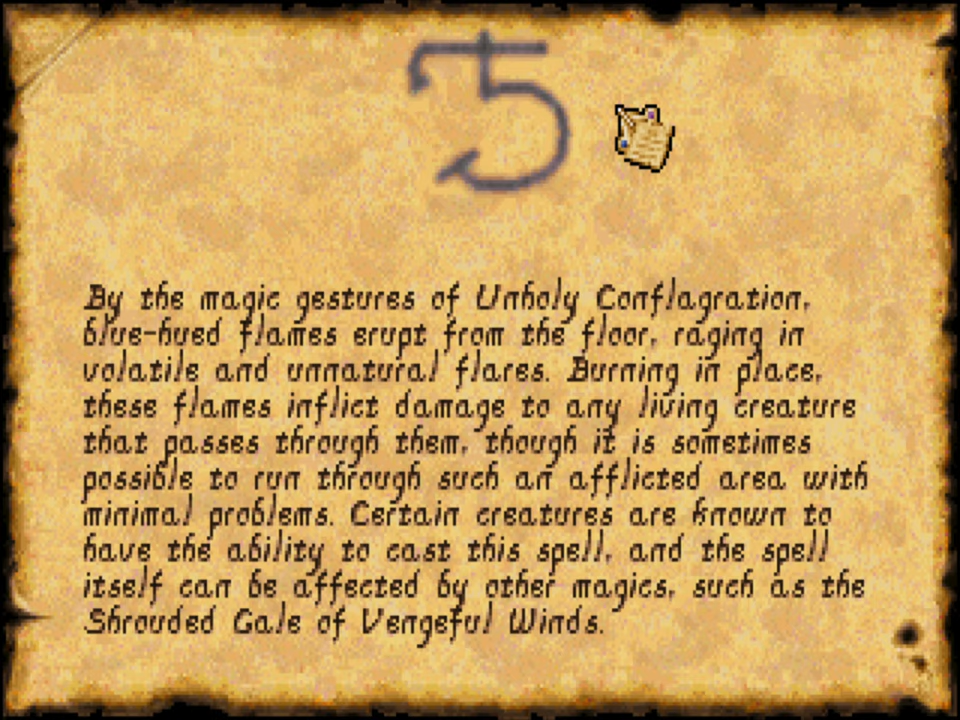 By the magic gestures of Unholy Conflagration,
blue-hued flames erupt from the floor, raging in
volatile and unnatural flares. Burning in place,
these flames inflict damage to any living creature
that passes through them, though it is sometimes
possible to run through such an afflicted area with
minimal problems. Certain creatures are known to
have the ability to cast this spell, and the spell
itself can be affected by other magics, such as the
Shrouded Gale of Vengeful Winds.